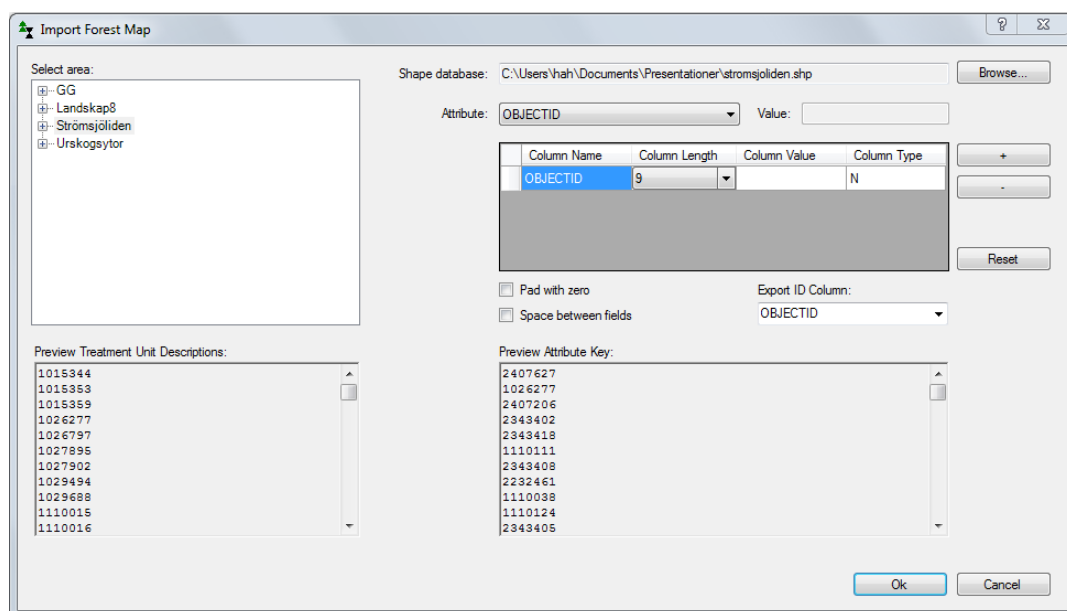 Import Forest Map
Select area:
GG
Landskap8
Strömsjöliden
Urskogsytor
Shape database: C:\Users\hah\Documents\Presentationer\stromsjoliden.shp Browse...
Attribute: OBJECTID Value:
Column Name Column Length Column Value Column Type
OBJECTID 9 N
+
-
Reset
Pad with zero
Space between fields
Export ID Column:
OBJECTID
Preview Treatment Unit Descriptions:
1015344
1015353
1015359
1026277
1026797
1027895
1027902
1029494
1029688
1110015
1110016
Preview Attribute Key:
2407627
1026277
2407206
2343402
2343418
1110111
2343408
2232461
1110038
1110124
2343405
Ok Cancel